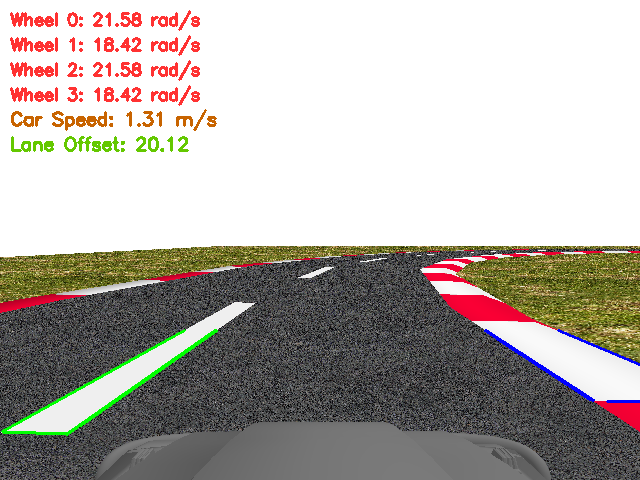 Wheel 0: 21.58 rad/s
Wheel 1: 18.42 rad/s
Wheel 2: 21.58 rad/s
Wheel 3: 18.42 rad/s
Car Speed: 1.31 m/s
Lane Offset: 20.12